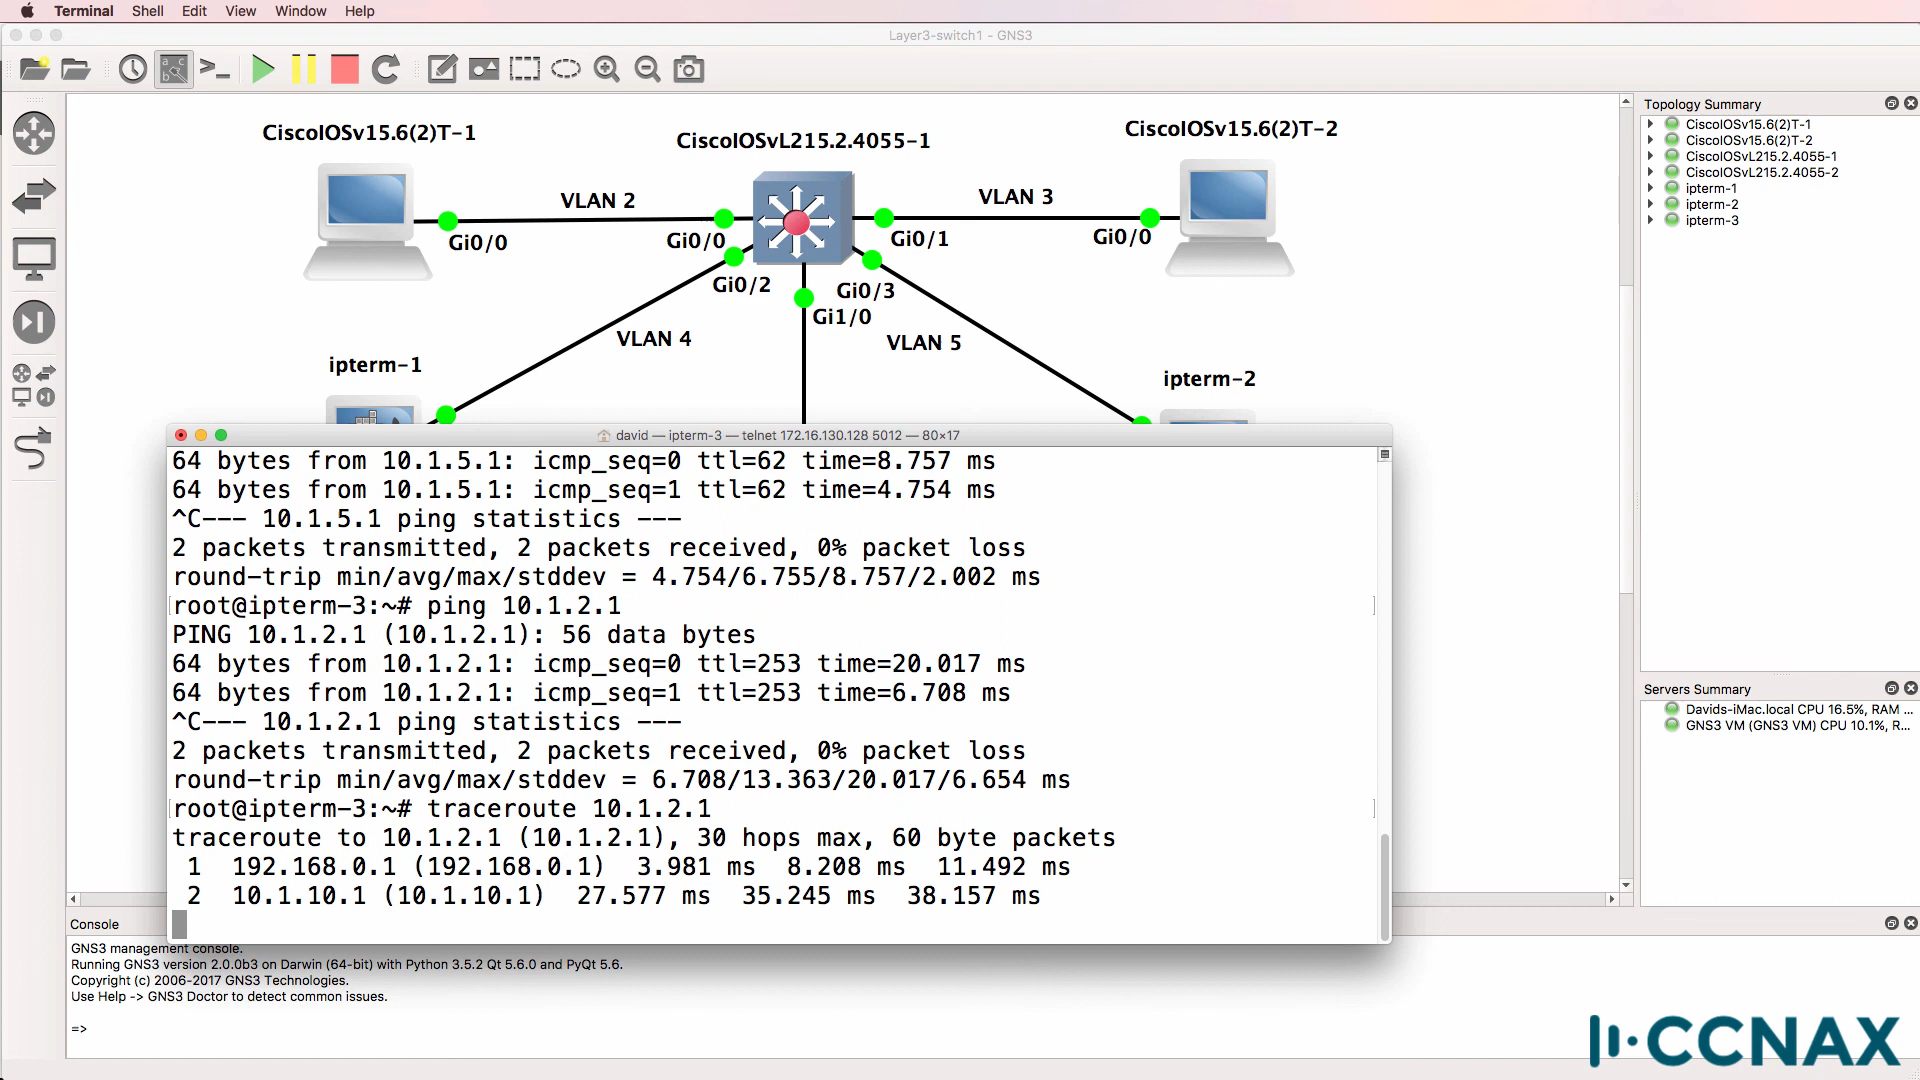 Terminal Shell Edit View Window Help
Layer3-switch1 - GNS3
CiscoIOSv15.6(2)T-1
CiscoIOSvL215.2.4055-1
CiscoIOSv15.6(2)T-2
VLAN 2
VLAN 3
Gi0/0
Gi0/0
Gi0/1
Gi0/0
Gi0/2
Gi0/3
Gi1/0
VLAN 4
VLAN 5
ipterm-1
ipterm-2
Topology Summary
CiscoIOSv15.6(2)T-1
CiscoIOSv15.6(2)T-2
CiscoIOSvL215.2.4055-1
CiscoIOSvL215.2.4055-2
ipterm-1
ipterm-2
ipterm-3
Servers Summary
Davids-iMac.local CPU 16.5%, RAM ...
GNS3 VM (GNS3 VM) CPU 10.1%, R...
david — ipterm-3 — telnet 172.16.130.128 5012 — 80×17
64 bytes from 10.1.5.1: icmp_seq=0 ttl=62 time=8.757 ms
64 bytes from 10.1.5.1: icmp_seq=1 ttl=62 time=4.754 ms
^C--- 10.1.5.1 ping statistics ---
2 packets transmitted, 2 packets received, 0% packet loss
round-trip min/avg/max/stddev = 4.754/6.755/8.757/2.002 ms
root@ipterm-3:~# ping 10.1.2.1
PING 10.1.2.1 (10.1.2.1): 56 data bytes
64 bytes from 10.1.2.1: icmp_seq=0 ttl=253 time=20.017 ms
64 bytes from 10.1.2.1: icmp_seq=1 ttl=253 time=6.708 ms
^C--- 10.1.2.1 ping statistics ---
2 packets transmitted, 2 packets received, 0% packet loss
round-trip min/avg/max/stddev = 6.708/13.363/20.017/6.654 ms
root@ipterm-3:~# traceroute 10.1.2.1
traceroute to 10.1.2.1 (10.1.2.1), 30 hops max, 60 byte packets
1 192.168.0.1 (192.168.0.1) 3.981 ms 8.208 ms 11.492 ms
2 10.1.10.1 (10.1.10.1) 27.577 ms 35.245 ms 38.157 ms
Console
GNS3 management console.
Running GNS3 version 2.0.0b3 on Darwin (64-bit) with Python 3.5.2 Qt 5.6.0 and PyQt 5.6.
Copyright (c) 2006-2017 GNS3 Technologies.
Use Help -> GNS3 Doctor to detect common issues.
=>
CCNAX